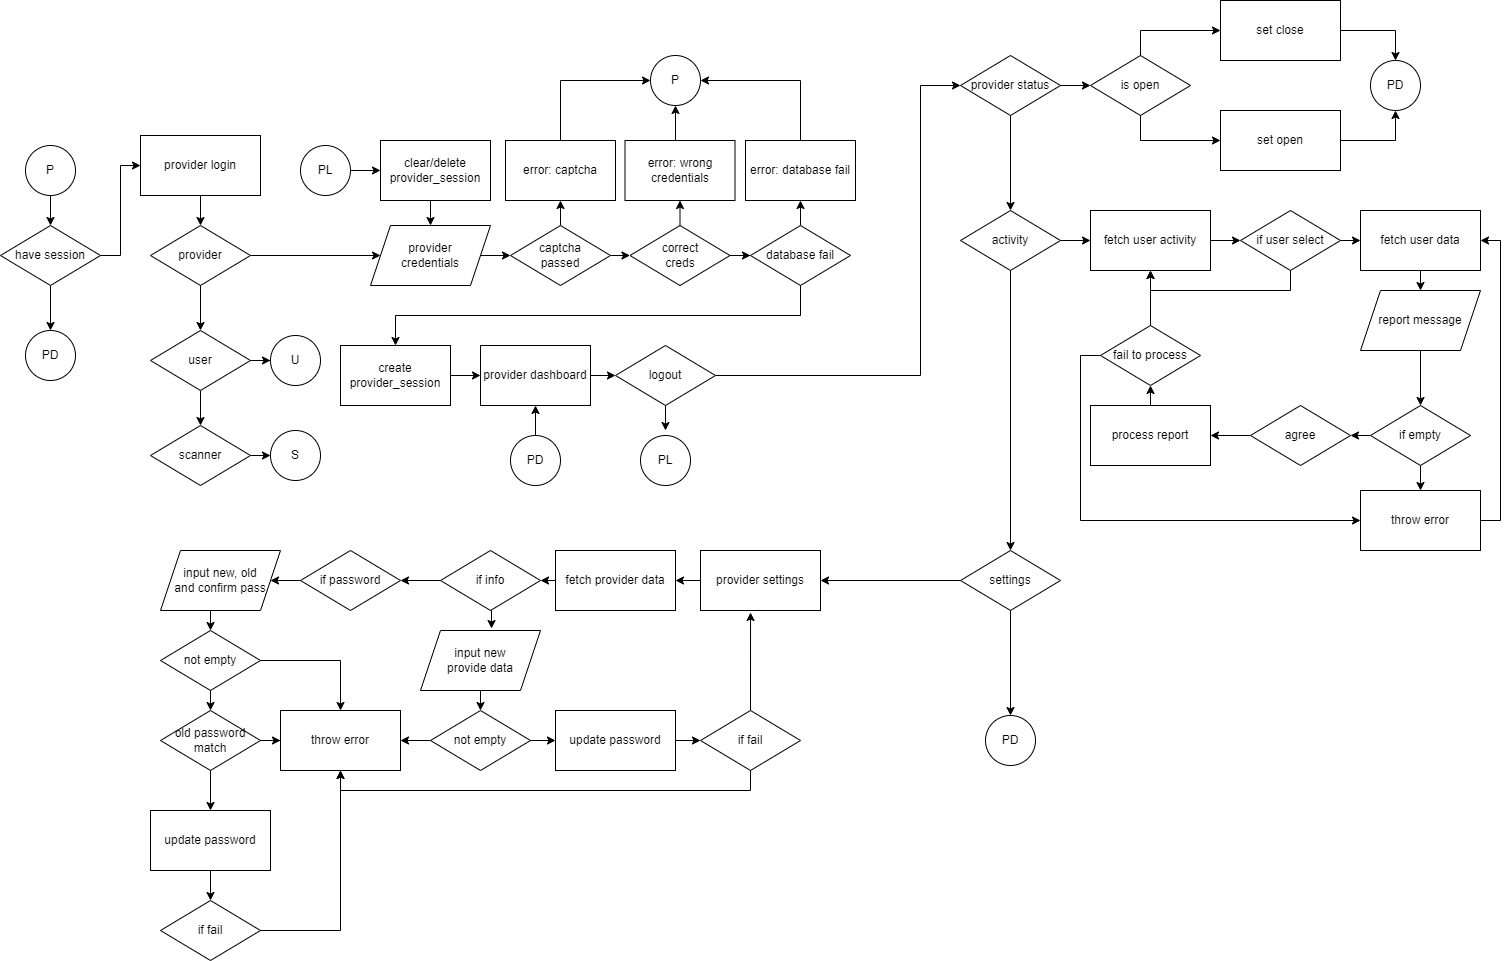 set close
P
provider status
is open
PD
P
provider login
PL
clear/delete
provider_session
error: captcha
error: wrong
credentials
error: database fail
set open
have session
provider
provider
credentials
captcha
passed
correct
creds
database fail
activity
fetch user activity
if user select
fetch user data
report message
PD
user
U
create
provider_session
provider dashboard
logout
fail to process
scanner
S
PD
PL
process report
agree
if empty
throw error
input new, old
and confirm pass
if password
if info
fetch provider data
provider settings
settings
not empty
input new
provide data
old password
match
throw error
not empty
update password
if fail
PD
update password
if fail